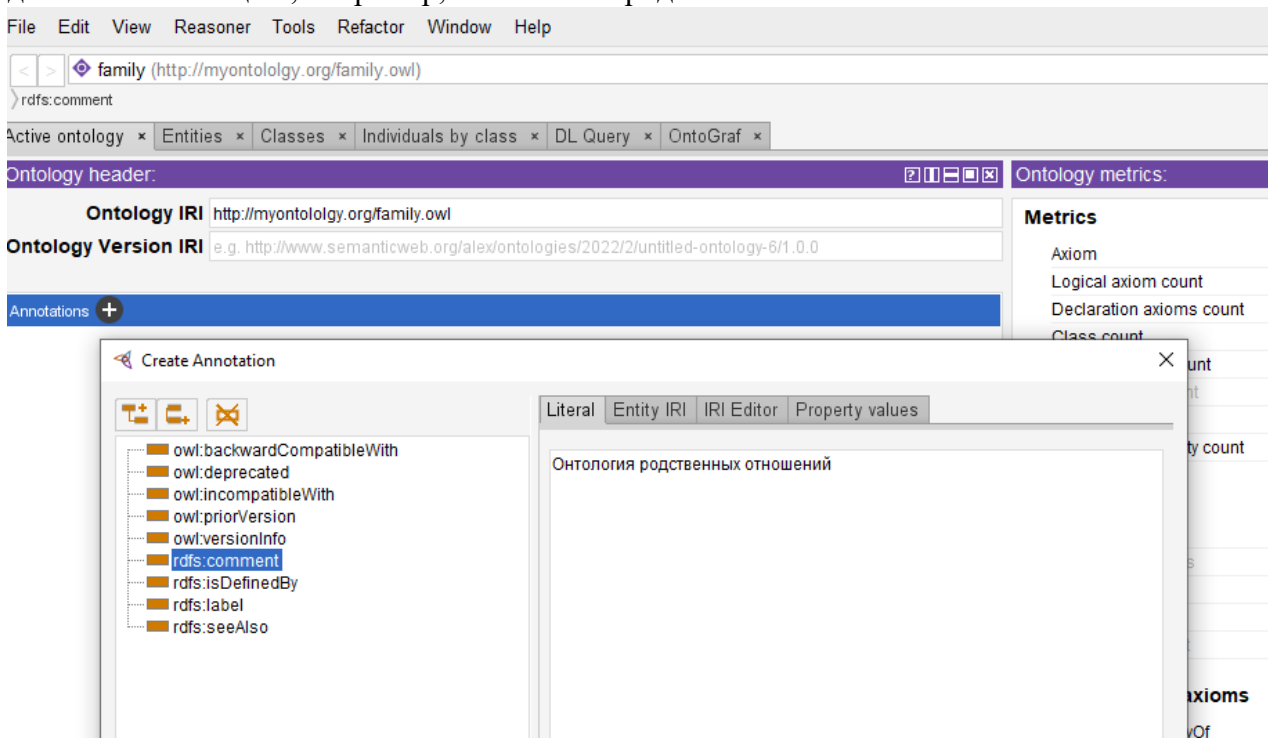 File Edit View Reasoner Tools Refactor Window Help
< > family (http://myontololgy.org/family.owl)
rdfs:comment
Active ontology × Entities × Classes × Individuals by class × DL Query × OntoGraf ×
Ontology header:
Ontology metrics:
Ontology IRI http://myontololgy.org/family.owl
Ontology Version IRI e.g. http://www.semanticweb.org/alex/ontologies/2022/2/untitled-ontology-6/1.0.0
Annotations
Metrics
Axiom
Logical axiom count
Declaration axioms count
Class count
unt
ty count
axioms
Create Annotation
owl:backwardCompatibleWith
owl:deprecated
owl:incompatibleWith
owl:priorVersion
owl:versionInfo
rdfs:comment
rdfs:isDefinedBy
rdfs:label
rdfs:seeAlso
Literal Entity IRI IRI Editor Property values
Онтология родственных отношений